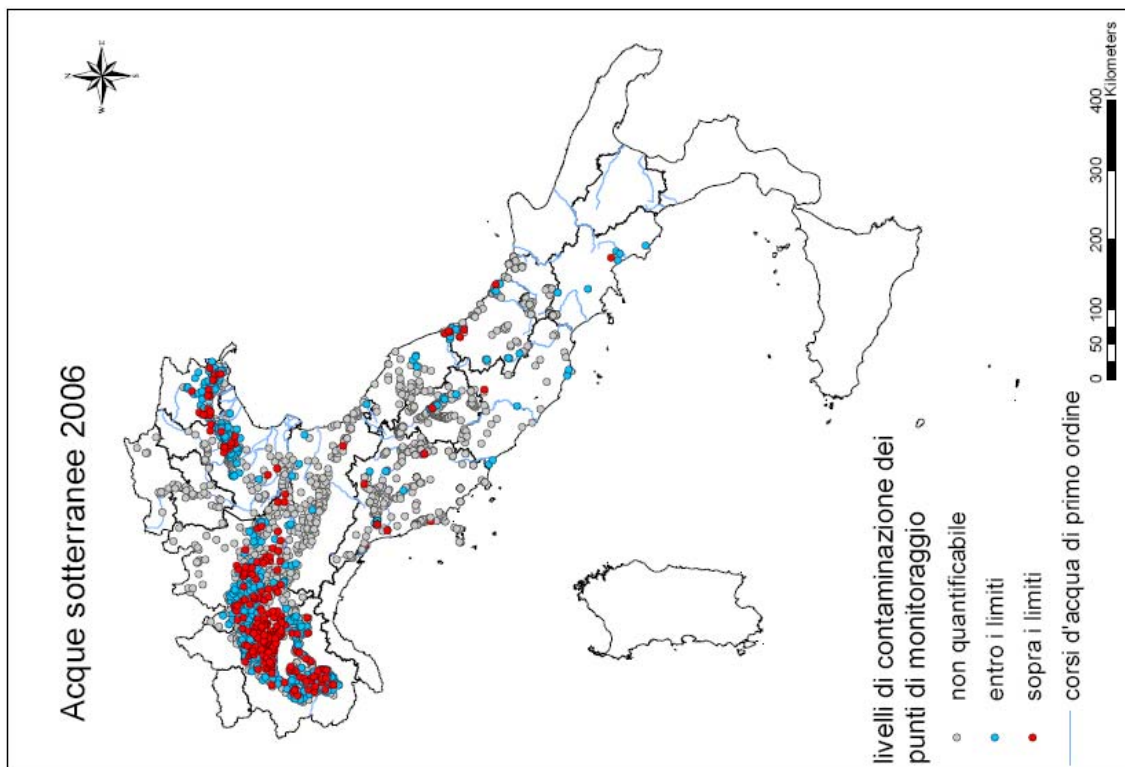 Acque sotterranee 2006
N
W
E
S
livelli di contaminazione dei
punti di monitoraggio
non quantificabile
entro i limiti
sopra i limiti
corsi d'acqua di primo ordine
0 50 100 200 300 400
Kilometers